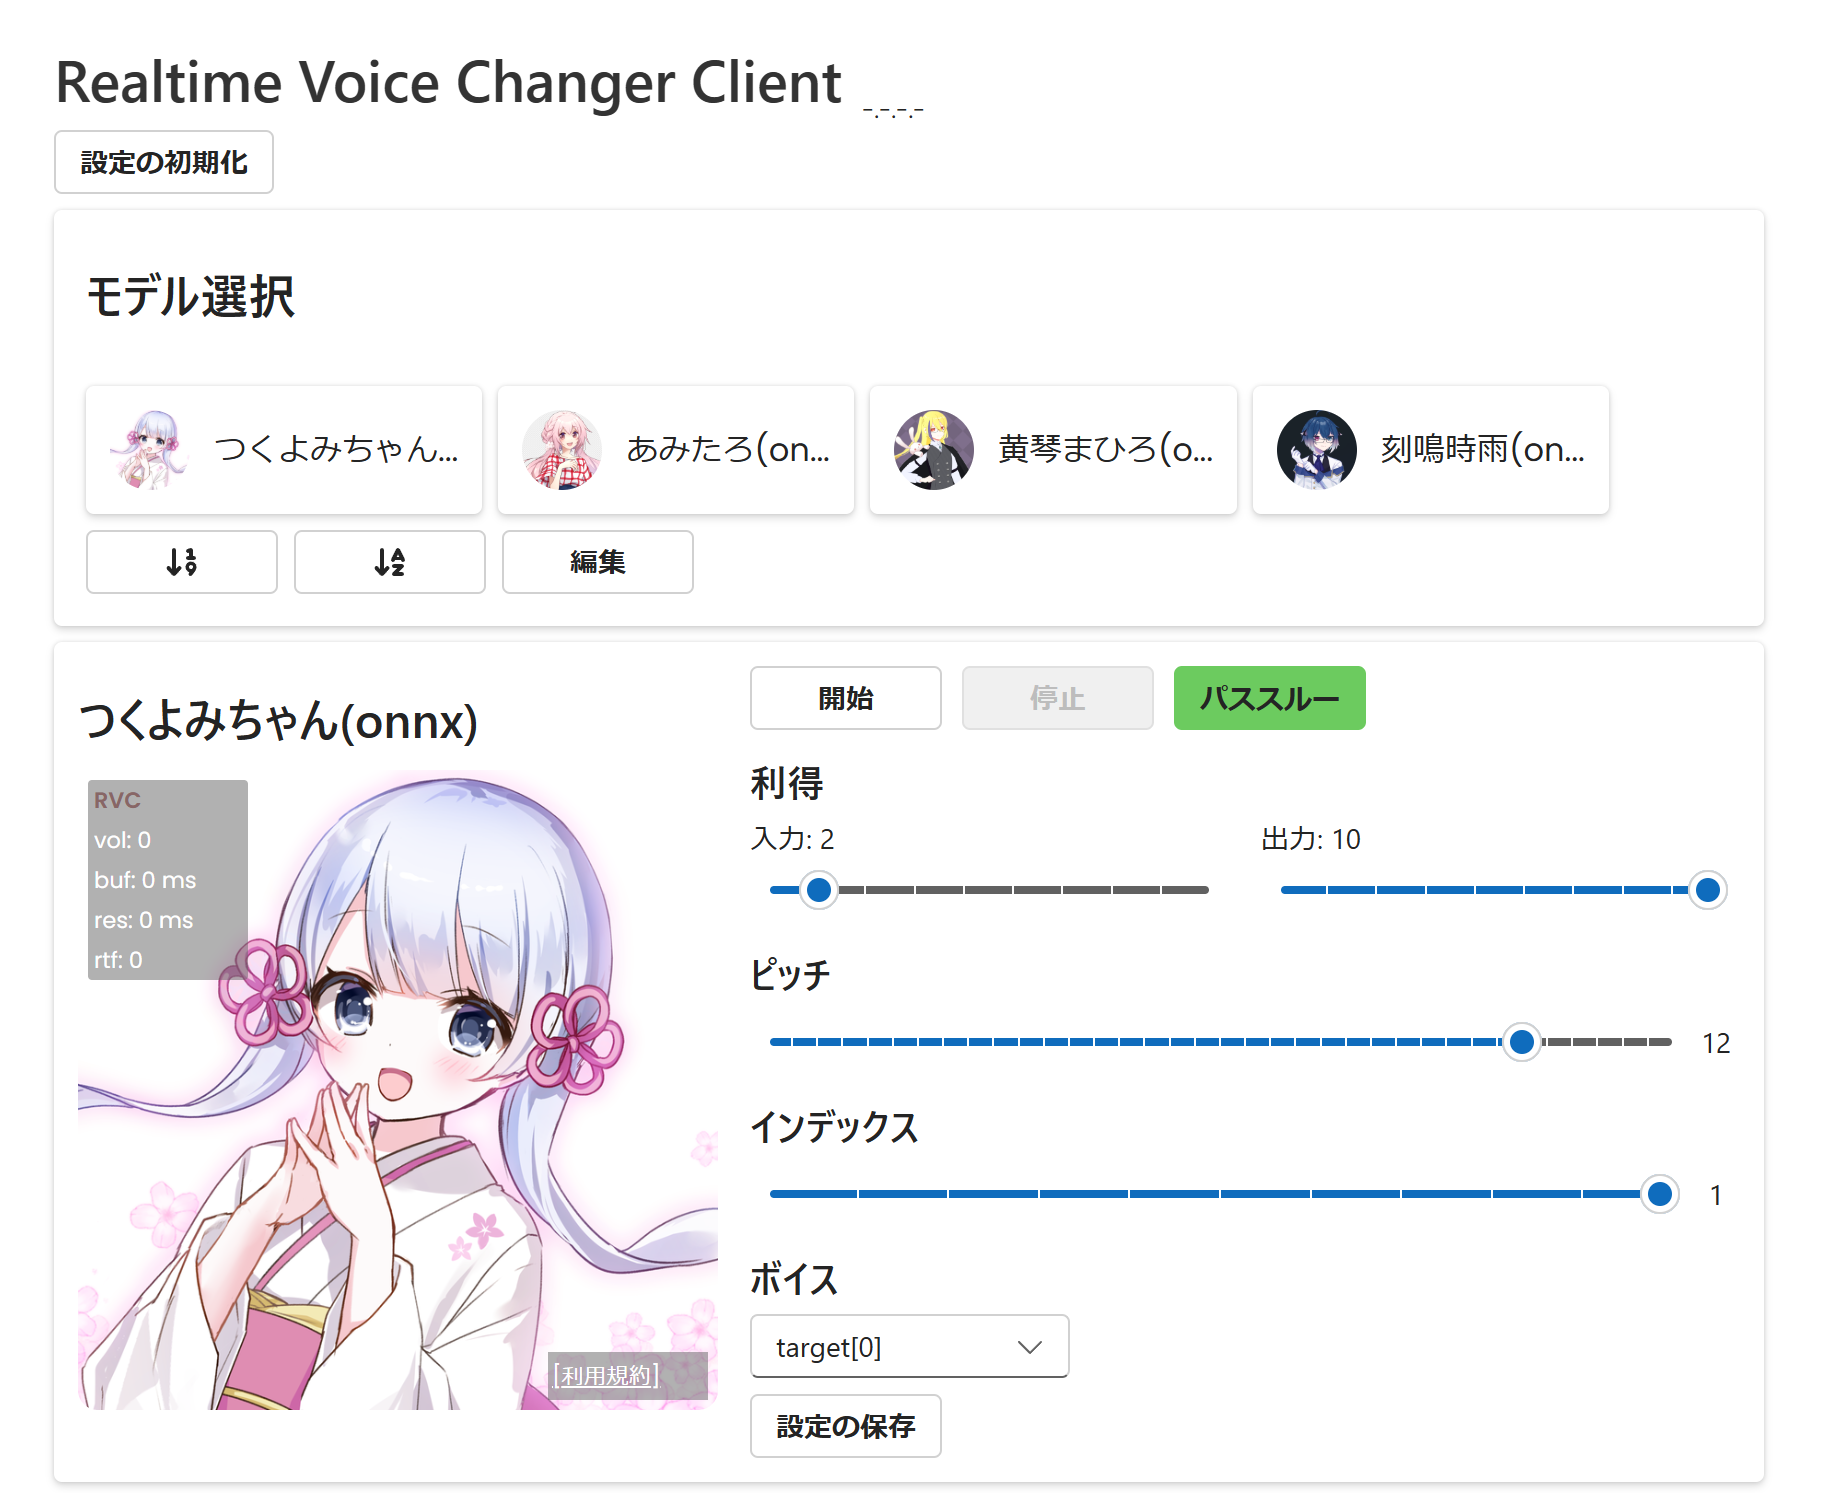 Realtime Voice Changer Client -.-.-.-
設定の初期化
モデル選択
つくよみちゃん...
あみたろ(on...
黄琴まひろ(o...
刻鳴時雨(on...
編集
つくよみちゃん(onnx)
RVC
vol: 0
buf: 0 ms
res: 0 ms
rtf: 0
[利用規約]
開始 停止 パススルー
利得
入力: 2
出力: 10
ピッチ
12
インデックス
1
ボイス
target[0]
設定の保存